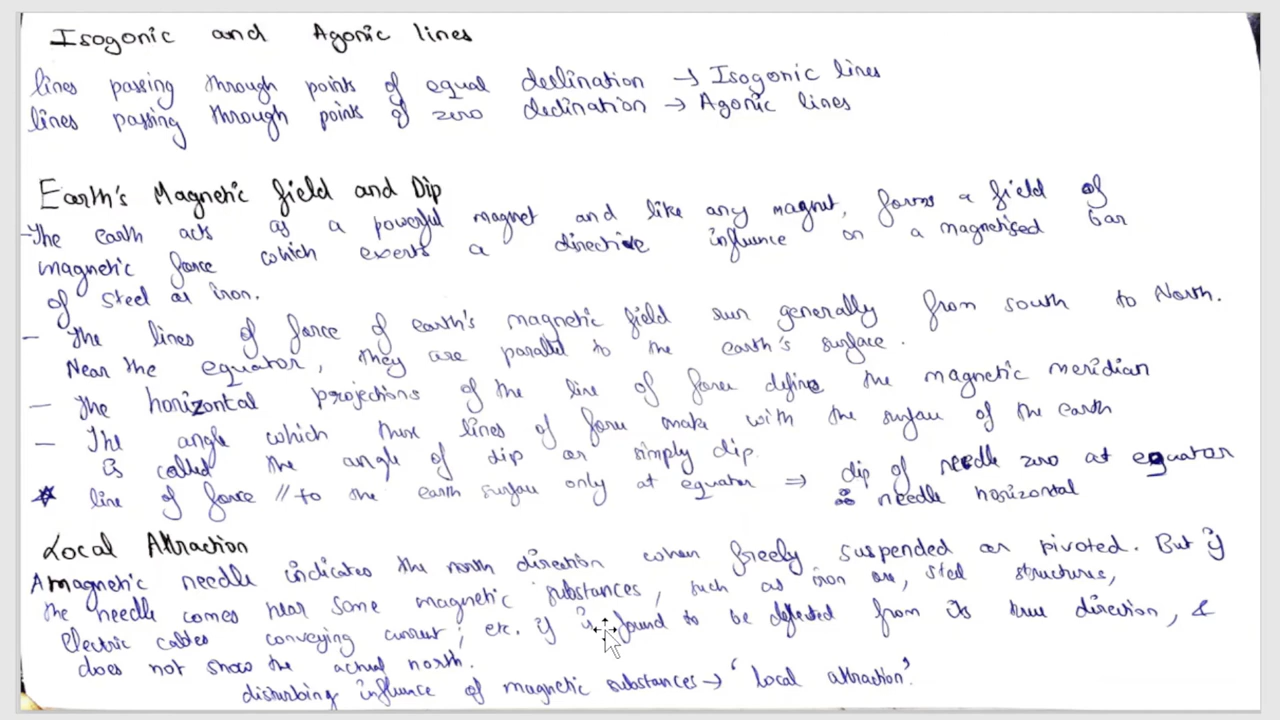 Isogonic and Agonic lines
lines passing through points of equal declination → Isogonic lines
lines passing through points of zero declination → Agonic lines
Earth's Magnetic field and Dip
- The earth acts as a powerful magnet and like any magnet, forms a field of
magnetic force which exerts a directive influence on a magnetised bar
of steel or iron.
- The lines of force of earth's magnetic field run generally from south to North.
Near the equator, they are parallel to the earth's surface.
- The horizontal projections of the line of force define the magnetic meridian
- The angle which these lines of force make with the surface of the earth
is called the angle of dip or simply dip.
* line of force // to the earth surface only at equator ⇒ dip of needle zero at equator
∴ needle horizontal
Local Attraction
A magnetic needle indicates the north direction when freely suspended or pivoted. But if
the needle comes near some magnetic substances, such as iron ore, steel structures,
Electric cables conveying current, etc. if is found to be deflected from its true direction, &
does not show the actual north.
disturbing influence of magnetic substances → 'local attraction'